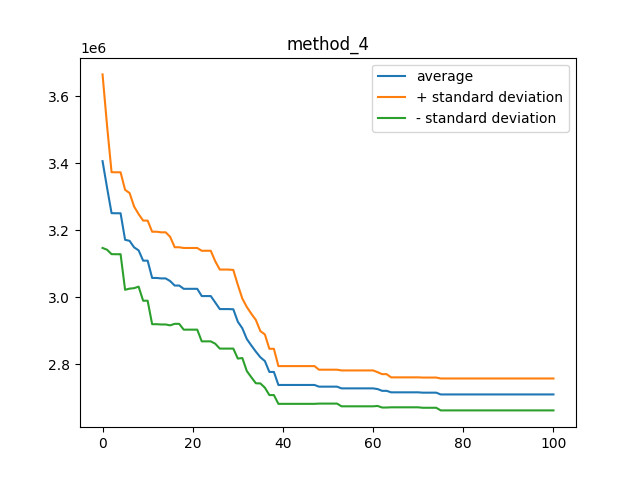 method_4
1e6
average
+ standard deviation
- standard deviation
3.6
3.4
3.2
3.0
2.8
0 20 40 60 80 100